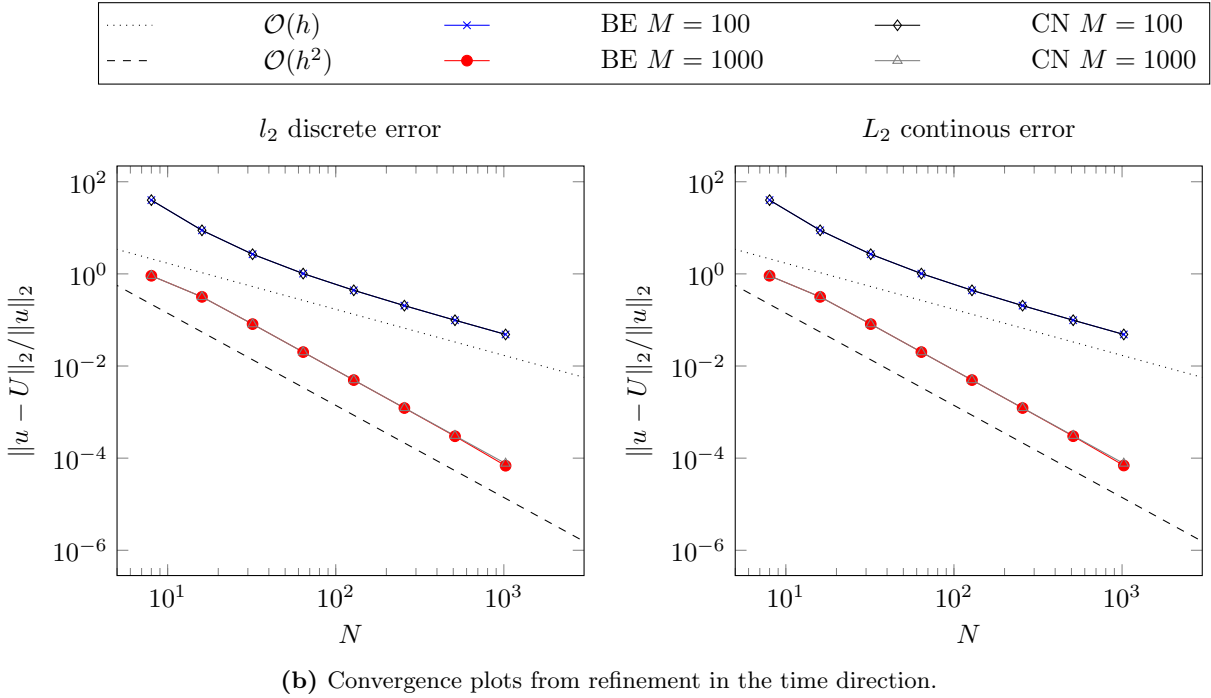 𝒪(h) BE M = 100 CN M = 100
𝒪(h²) BE M = 1000 CN M = 1000
l₂ discrete error
10²
10⁰
10⁻²
10⁻⁴
10⁻⁶
‖u − U‖₂/‖u‖₂
10¹ 10² 10³
N
L₂ continous error
10²
10⁰
10⁻²
10⁻⁴
10⁻⁶
‖u − U‖₂/‖u‖₂
10¹ 10² 10³
N
(b) Convergence plots from refinement in the time direction.